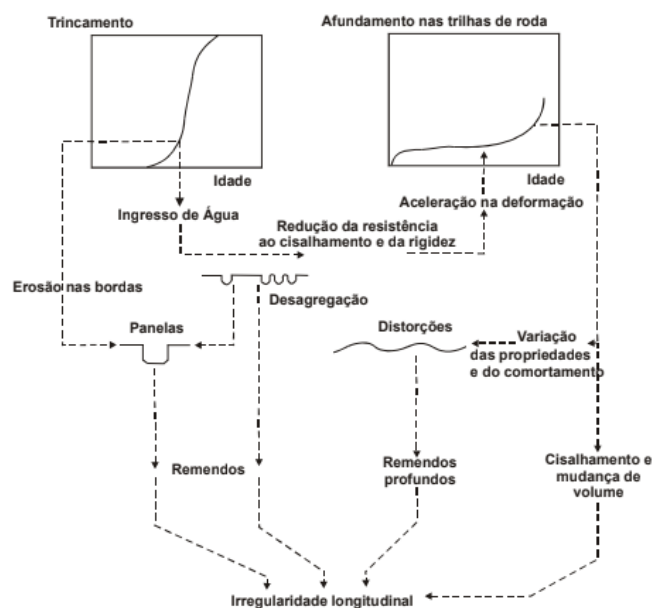 Trincamento
Afundamento nas trilhas de roda
Idade
Idade
Ingresso de Água
Aceleração na deformação
Redução da resistência
ao cisalhamento e da rigidez
Erosão nas bordas
Desagregação
Panelas
Distorções
Variação
das propriedades
e do comortamento
Remendos
Remendos
profundos
Cisalhamento e
mudança de
volume
Irregularidade longitudinal